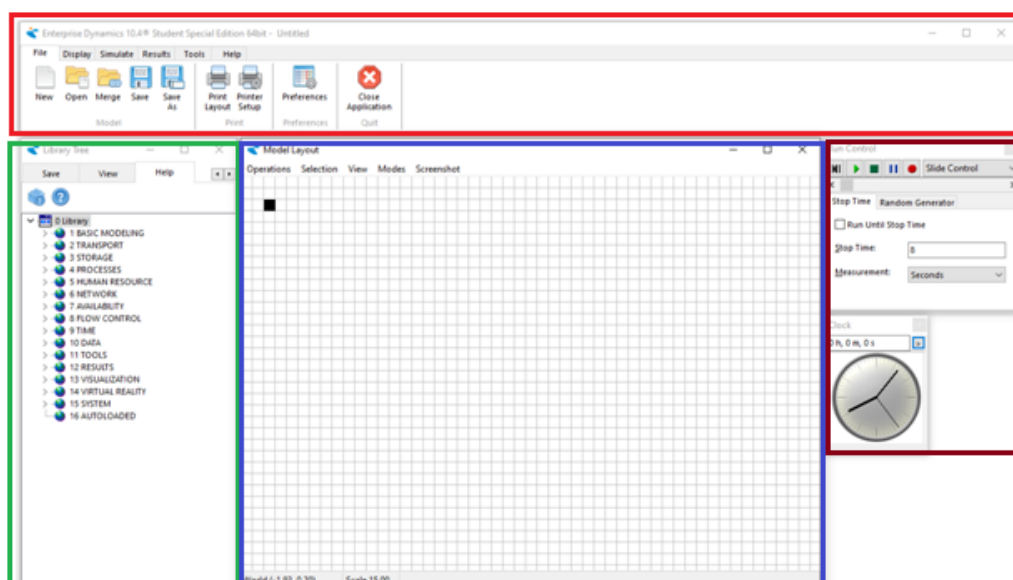 Enterprise Dynamics 10.4® Student Special Edition 64bit - Untitled
File Display Simulate Results Tools Help
New Open Merge Save Save As Print Layout Printer Setup Preferences Close Application
Model Print Preferences Quit
Library Tree
Save View Help
0 Library
1 BASIC MODELING
2 TRANSPORT
3 STORAGE
4 PROCESSES
5 HUMAN RESOURCE
6 NETWORK
7 AVAILABILITY
8 FLOW CONTROL
9 TIME
10 DATA
11 TOOLS
12 RESULTS
13 VISUALIZATION
14 VIRTUAL REALITY
15 SYSTEM
16 AUTOLOADED
Model Layout
Operations Selection View Modes Screenshot
Scale 15.00
Run Control
Slide Control
Stop Time Random Generator
Run Until Stop Time
Stop Time: 8
Measurement: Seconds
Clock
0 h, 0 m, 0 s